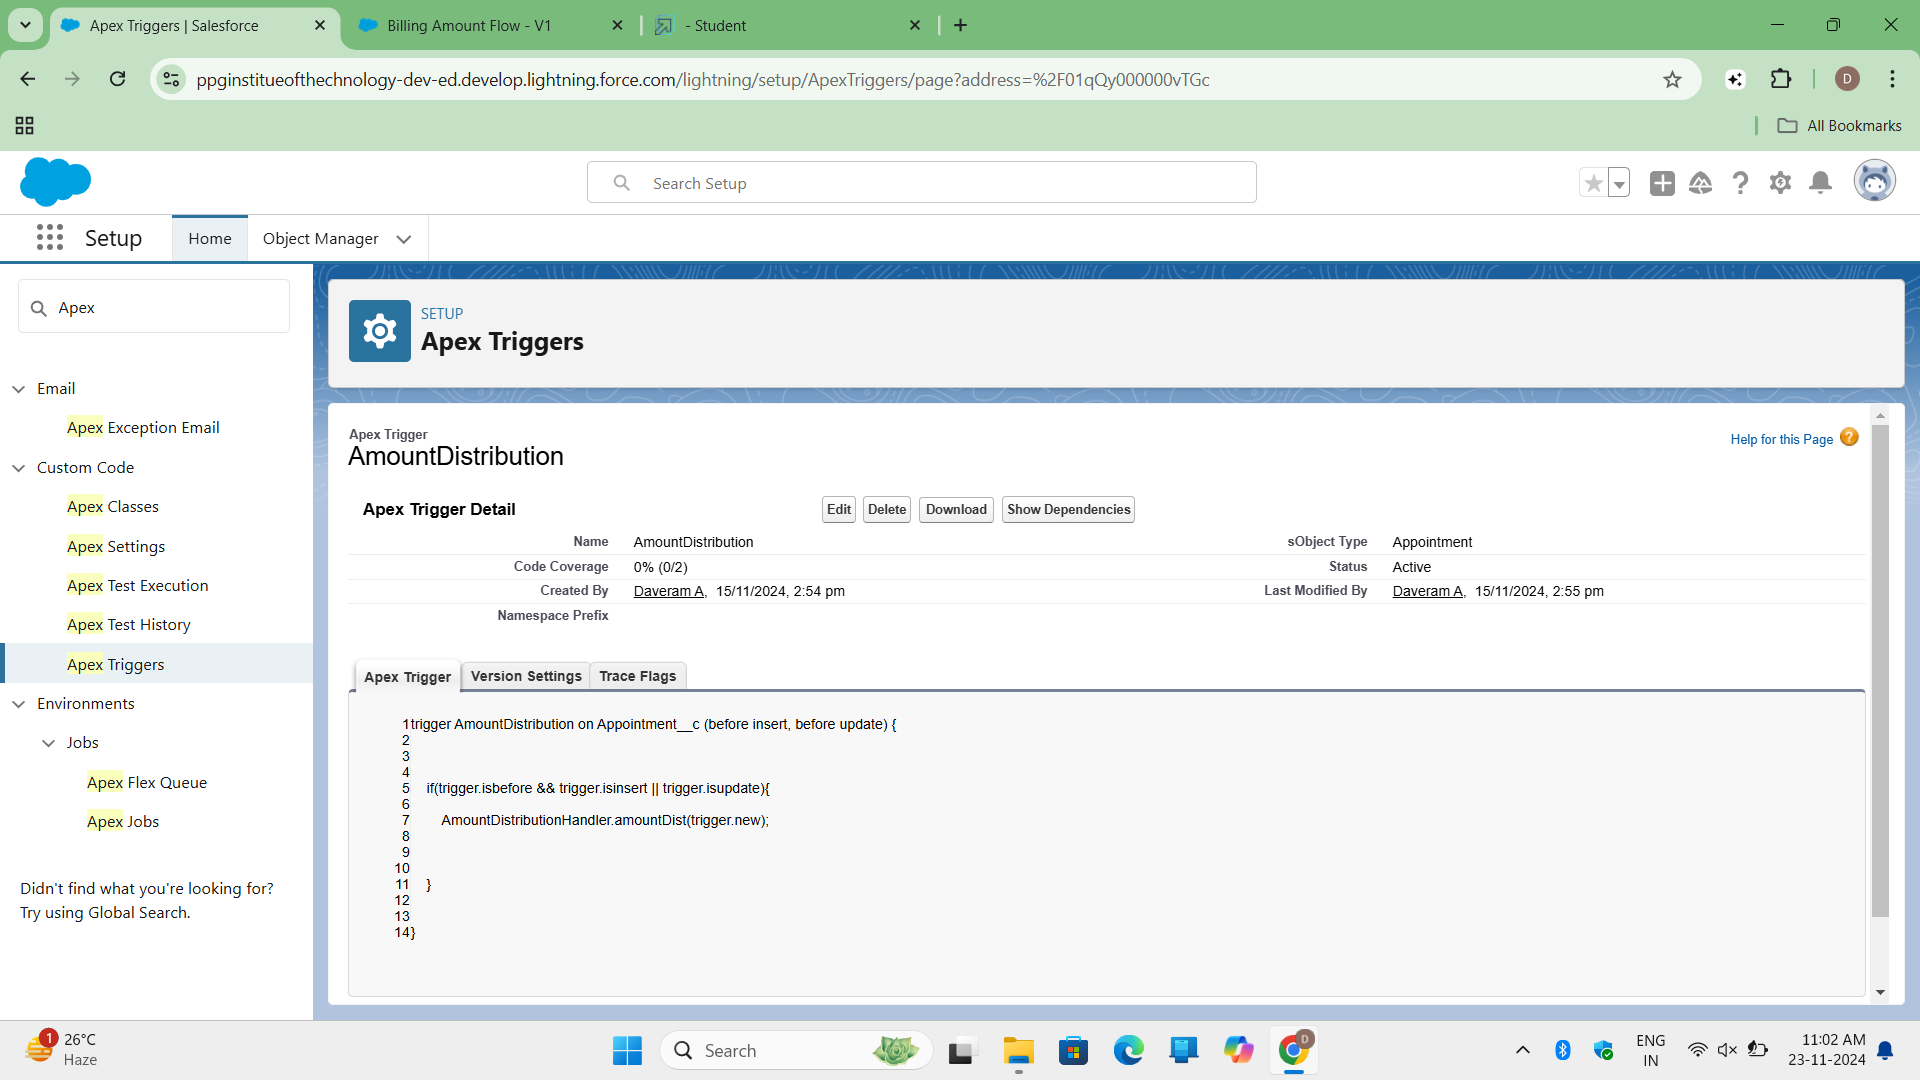 Apex Triggers | Salesforce
Billing Amount Flow - V1
- Student
ppginstitueofthechnology-dev-ed.develop.lightning.force.com/lightning/setup/ApexTriggers/page?address=%2F01qQy000000vTGc
D
All Bookmarks
Search Setup
Setup
Home
Object Manager
Apex
Email
Apex Exception Email
Custom Code
Apex Classes
Apex Settings
Apex Test Execution
Apex Test History
Apex Triggers
Environments
Jobs
Apex Flex Queue
Apex Jobs
Didn't find what you're looking for?
Try using Global Search.
SETUP
Apex Triggers
Apex Trigger
AmountDistribution
Help for this Page ?
Apex Trigger Detail
Edit Delete Download Show Dependencies
Name AmountDistribution sObject Type Appointment
Code Coverage 0% (0/2) Status Active
Created By Daveram A, 15/11/2024, 2:54 pm Last Modified By Daveram A, 15/11/2024, 2:55 pm
Namespace Prefix
Apex Trigger Version Settings Trace Flags
1trigger AmountDistribution on Appointment__c (before insert, before update) {
2
3
4
5 if(trigger.isbefore && trigger.isinsert || trigger.isupdate){
6
7 AmountDistributionHandler.amountDist(trigger.new);
8
9
10
11 }
12
13
14}
1
26°C
Haze
Search
D
ENG
IN
11:02 AM
23-11-2024